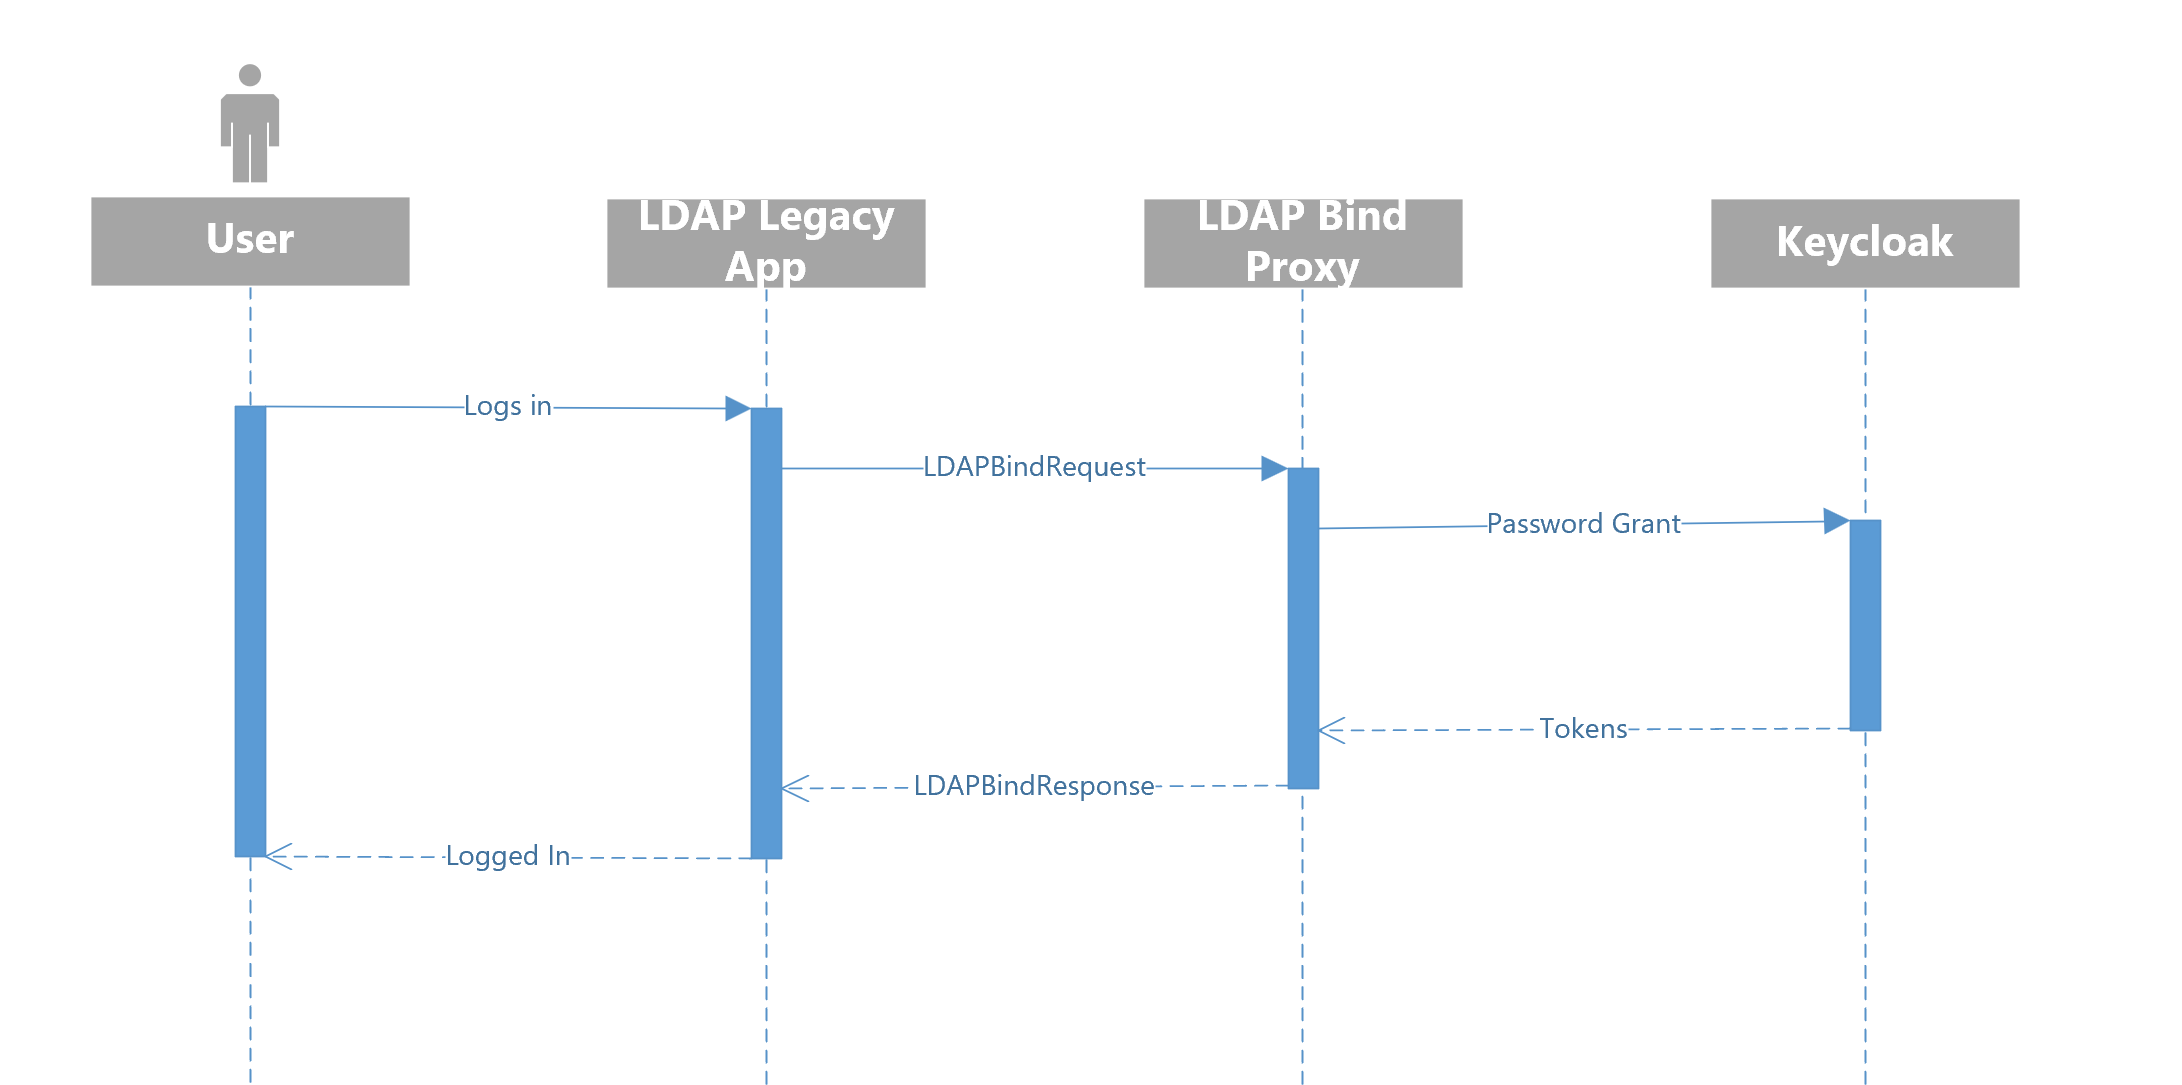 User
LDAP Legacy
App
LDAP Bind
Proxy
Keycloak
Logs in
LDAPBindRequest
Password Grant
Tokens
LDAPBindResponse
Logged In